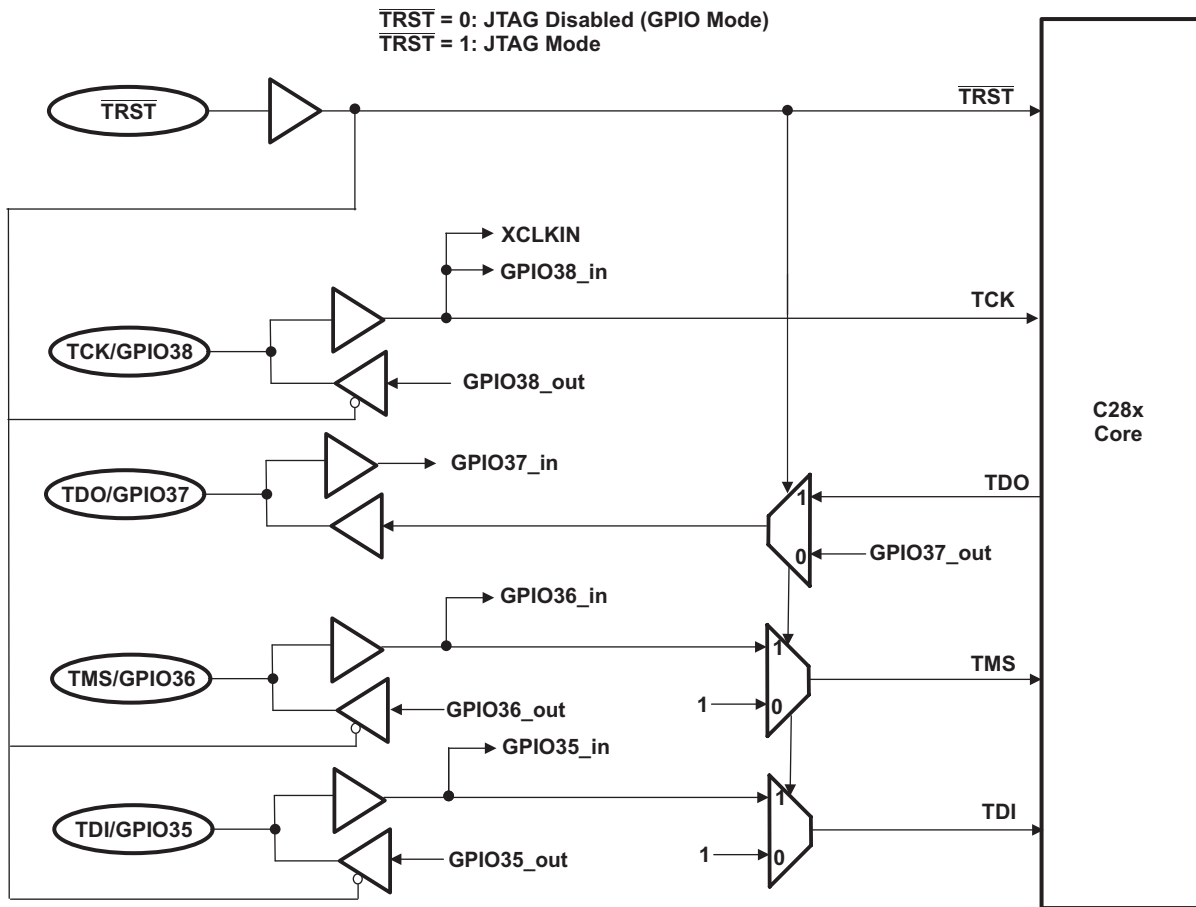 TRST = 0: JTAG Disabled (GPIO Mode)
TRST = 1: JTAG Mode
TRST
TRST
XCLKIN
GPIO38_in
TCK
TCK/GPIO38
GPIO38_out
C28x
Core
GPIO37_in
TDO/GPIO37
TDO
1
0
GPIO37_out
GPIO36_in
1
TMS/GPIO36
TMS
GPIO36_out
1
0
GPIO35_in
1
TDI/GPIO35
TDI
GPIO35_out
1
0